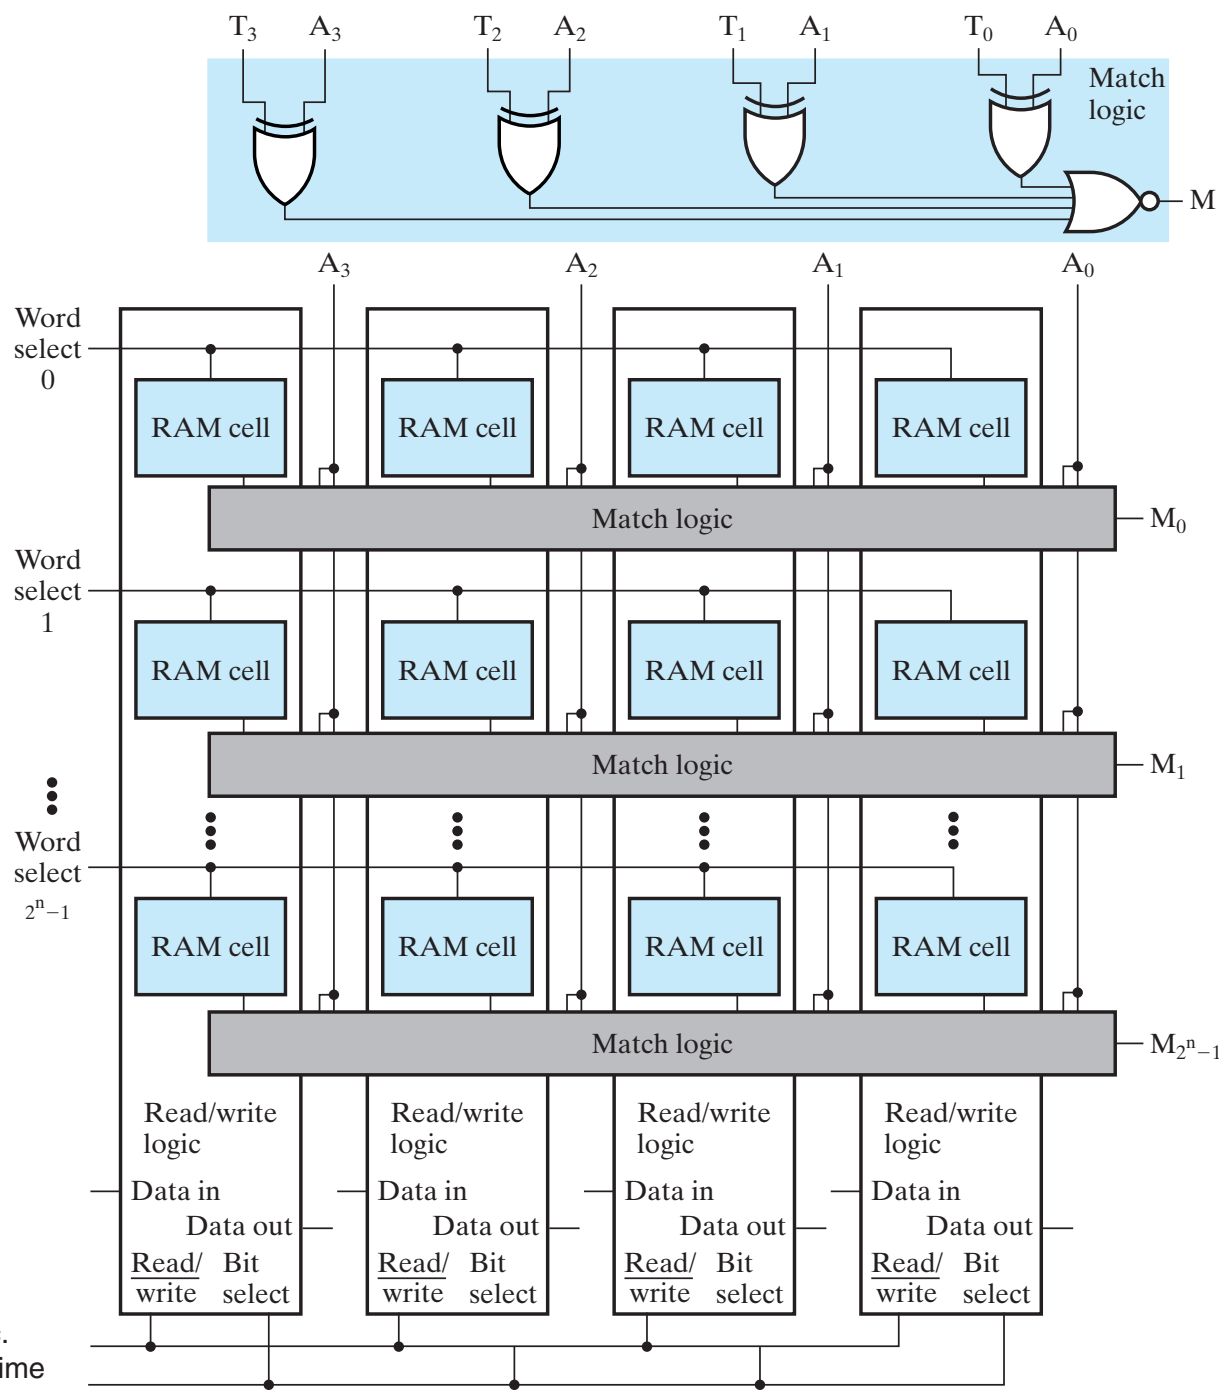 T3 A3 T2 A2 T1 A1 T0 A0
Match
logic
M
A3 A2 A1 A0
Word
select
0
RAM cell RAM cell RAM cell RAM cell
Match logic
M0
Word
select
1
RAM cell RAM cell RAM cell RAM cell
Match logic
M1
Word
select
2ⁿ−1
RAM cell RAM cell RAM cell RAM cell
Match logic
M2ⁿ−1
Read/write Read/write Read/write Read/write
logic logic logic logic
Data in Data in Data in Data in
Data out Data out Data out Data out
Read/ Bit Read/ Bit Read/ Bit Read/ Bit
write select write select write select write select
ime